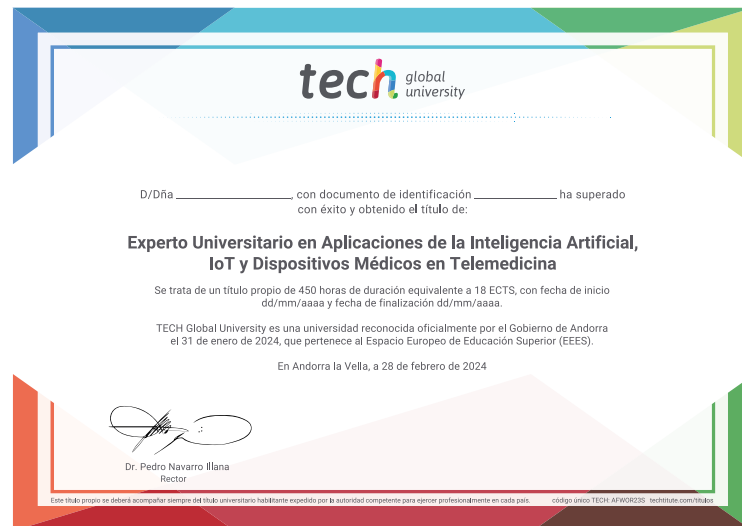 tech global university
D/Dña ______________, con documento de identificación __________ ha superado
con éxito y obtenido el título de:
Experto Universitario en Aplicaciones de la Inteligencia Artificial,
IoT y Dispositivos Médicos en Telemedicina
Se trata de un título propio de 450 horas de duración equivalente a 18 ECTS, con fecha de inicio
dd/mm/aaaa y fecha de finalización dd/mm/aaaa.
TECH Global University es una universidad reconocida oficialmente por el Gobierno de Andorra
el 31 de enero de 2024, que pertenece al Espacio Europeo de Educación Superior (EEES).
En Andorra la Vella, a 28 de febrero de 2024
Dr. Pedro Navarro Illana
Rector
Este título propio se deberá acompañar siempre del título universitario habilitante expedido por la autoridad competente para ejercer profesionalmente en cada país. código único TECH: AFWOR23S techtitute.com/titulos